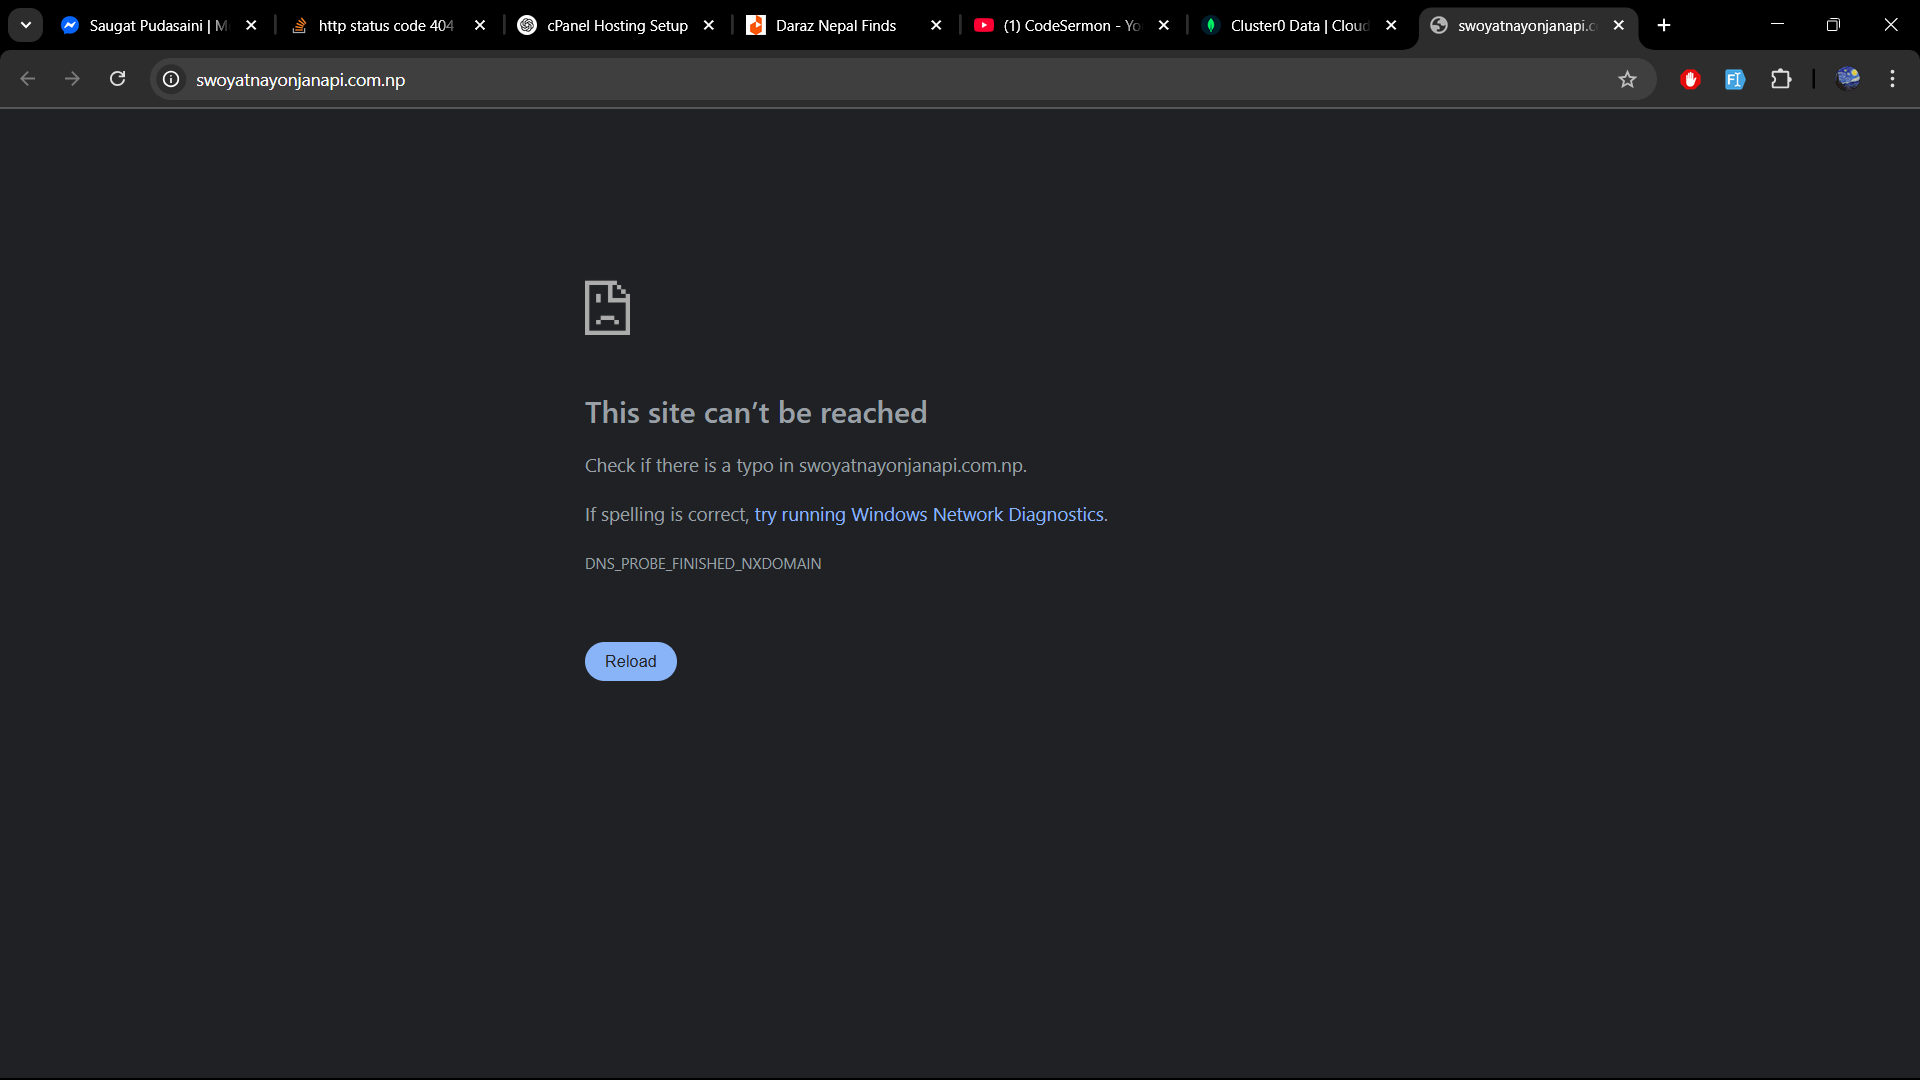 Saugat Pudasaini | M
http status code 404
cPanel Hosting Setup
Daraz Nepal Finds
(1) CodeSermon - Yo
Cluster0 Data | Cloud
swoyatnayonjanapi.c
swoyatnayonjanapi.com.np
This site can’t be reached
Check if there is a typo in swoyatnayonjanapi.com.np.
If spelling is correct, try running Windows Network Diagnostics.
DNS_PROBE_FINISHED_NXDOMAIN
Reload